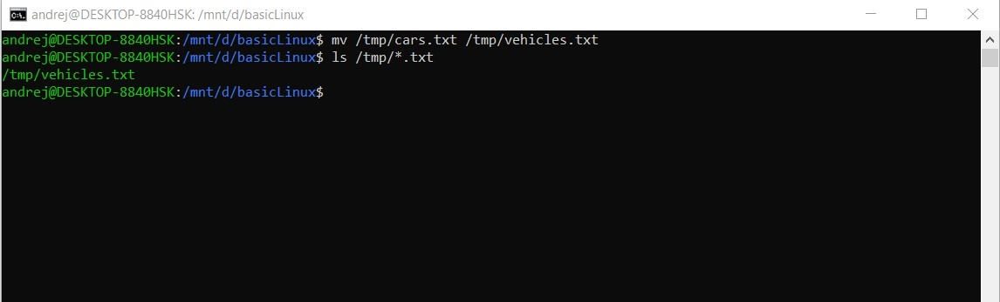 andrej@DESKTOP-8840HSK: /mnt/d/basicLinux
andrej@DESKTOP-8840HSK:/mnt/d/basicLinux$ mv /tmp/cars.txt /tmp/vehicles.txt
andrej@DESKTOP-8840HSK:/mnt/d/basicLinux$ ls /tmp/*.txt
/tmp/vehicles.txt
andrej@DESKTOP-8840HSK:/mnt/d/basicLinux$